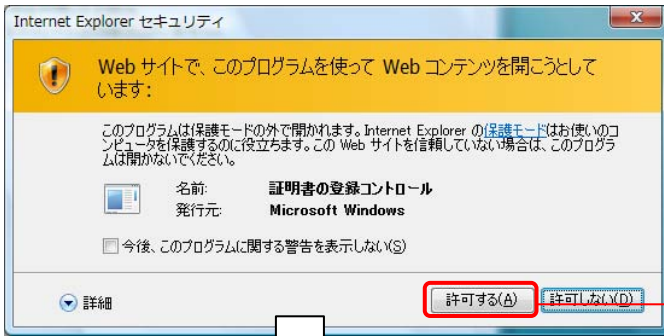 Internet Explorer セキュリティ
Web サイトで、このプログラムを使って Web コンテンツを開こうとして
います:
このプログラムは保護モードの外で開かれます。Internet Explorer の保護モードはお使いのコ
ンピュータを保護するのに役立ちます。この Web サイトを信頼していない場合は、このプログラ
ムは開かないでください。
名前: 証明書の登録コントロール
発行元: Microsoft Windows
今後、このプログラムに関する警告を表示しない(S)
詳細 許可する(A) 許可しない(D)